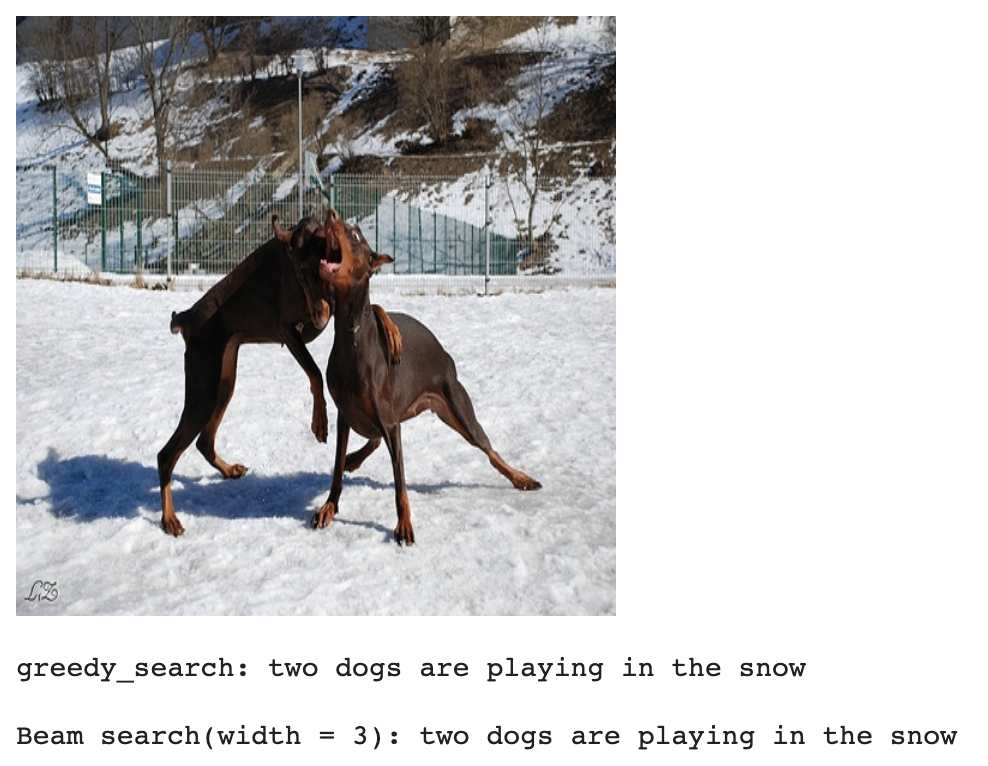 LiZ
greedy_search: two dogs are playing in the snow
Beam search(width = 3): two dogs are playing in the snow